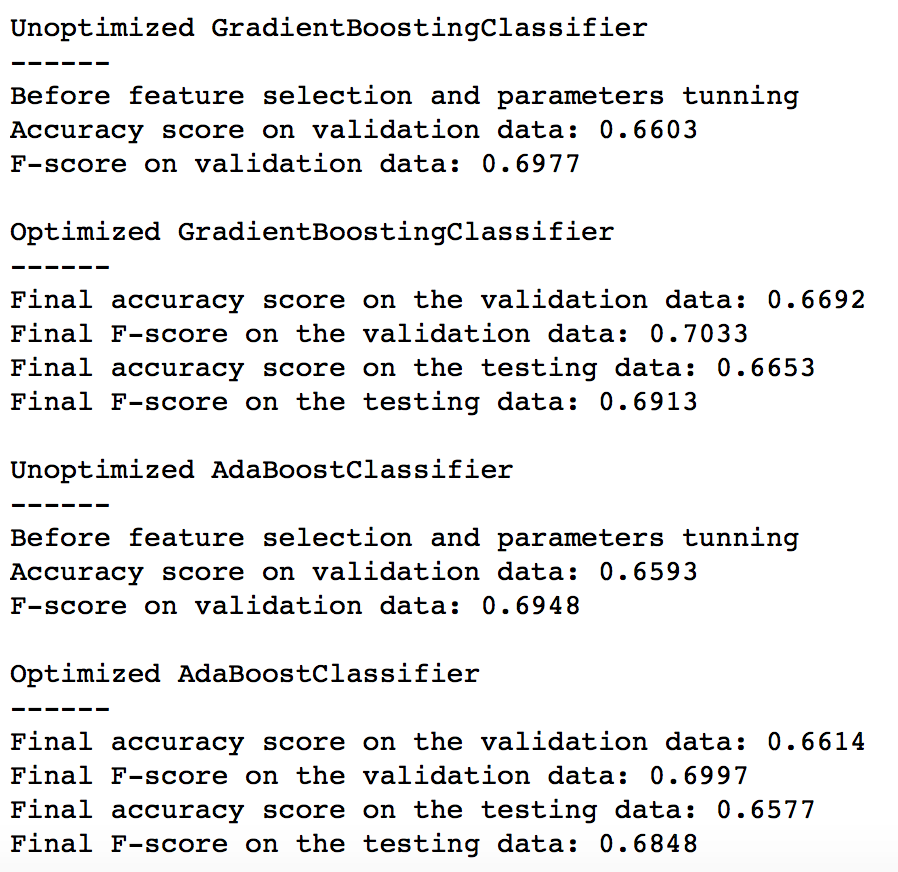 Unoptimized GradientBoostingClassifier
------
Before feature selection and parameters tunning
Accuracy score on validation data: 0.6603
F-score on validation data: 0.6977
Optimized GradientBoostingClassifier
------
Final accuracy score on the validation data: 0.6692
Final F-score on the validation data: 0.7033
Final accuracy score on the testing data: 0.6653
Final F-score on the testing data: 0.6913
Unoptimized AdaBoostClassifier
------
Before feature selection and parameters tunning
Accuracy score on validation data: 0.6593
F-score on validation data: 0.6948
Optimized AdaBoostClassifier
------
Final accuracy score on the validation data: 0.6614
Final F-score on the validation data: 0.6997
Final accuracy score on the testing data: 0.6577
Final F-score on the testing data: 0.6848